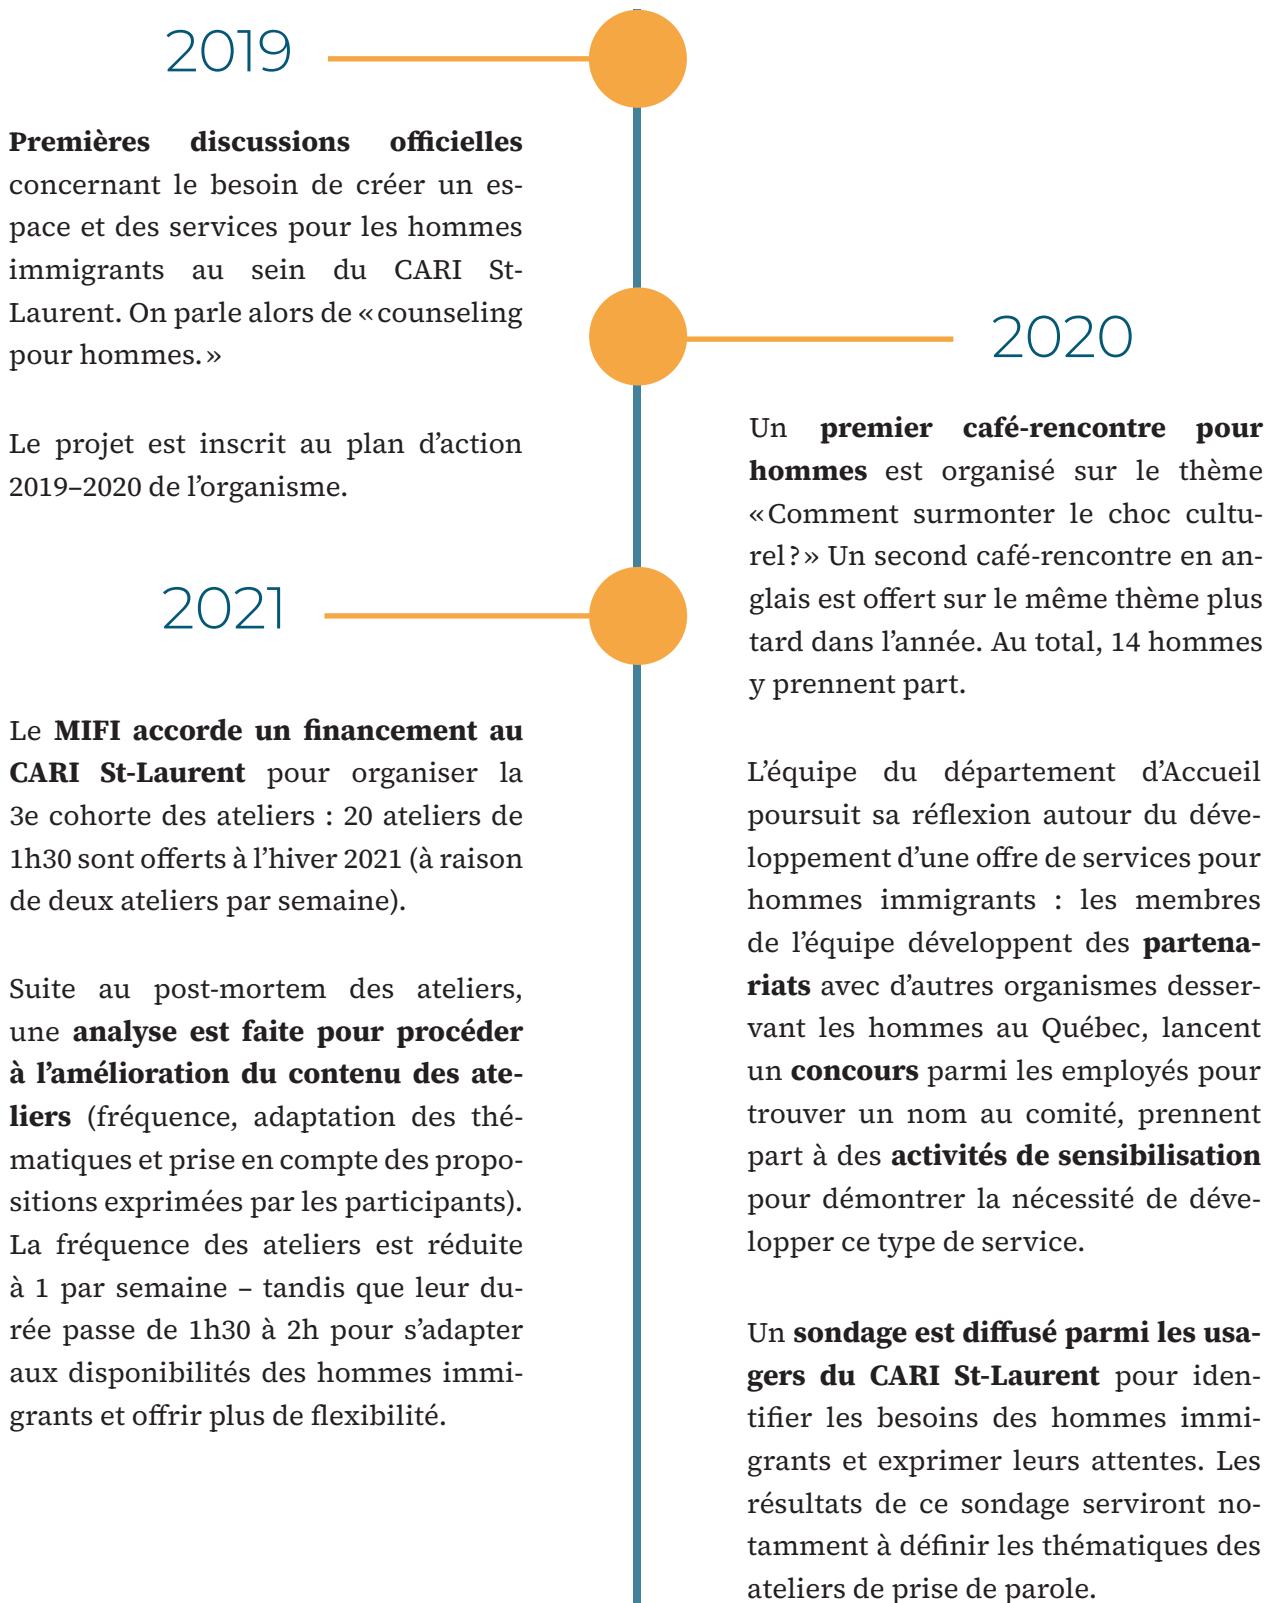 2019
Premières discussions officielles
concernant le besoin de créer un es-
pace et des services pour les hommes
immigrants au sein du CARI St-
Laurent. On parle alors de «counseling
pour hommes.»
Le projet est inscrit au plan d’action
2019–2020 de l’organisme.
2020
Un premier café-rencontre pour
hommes est organisé sur le thème
«Comment surmonter le choc cultu-
rel?» Un second café-rencontre en an-
glais est offert sur le même thème plus
tard dans l’année. Au total, 14 hommes
y prennent part.
L’équipe du département d’Accueil
poursuit sa réflexion autour du déve-
loppement d’une offre de services pour
hommes immigrants : les membres
de l’équipe développent des partena-
riats avec d’autres organismes desser-
vant les hommes au Québec, lancent
un concours parmi les employés pour
trouver un nom au comité, prennent
part à des activités de sensibilisation
pour démontrer la nécessité de déve-
lopper ce type de service.
Un sondage est diffusé parmi les usa-
gers du CARI St-Laurent pour iden-
tifier les besoins des hommes immi-
grants et exprimer leurs attentes. Les
résultats de ce sondage serviront no-
tamment à définir les thématiques des
ateliers de prise de parole.
2021
Le MIFI accorde un financement au
CARI St-Laurent pour organiser la
3e cohorte des ateliers : 20 ateliers de
1h30 sont offerts à l’hiver 2021 (à raison
de deux ateliers par semaine).
Suite au post-mortem des ateliers,
une analyse est faite pour procéder
à l’amélioration du contenu des ate-
liers (fréquence, adaptation des thé-
matiques et prise en compte des propo-
sitions exprimées par les participants).
La fréquence des ateliers est réduite
à 1 par semaine – tandis que leur du-
rée passe de 1h30 à 2h pour s’adapter
aux disponibilités des hommes immi-
grants et offrir plus de flexibilité.